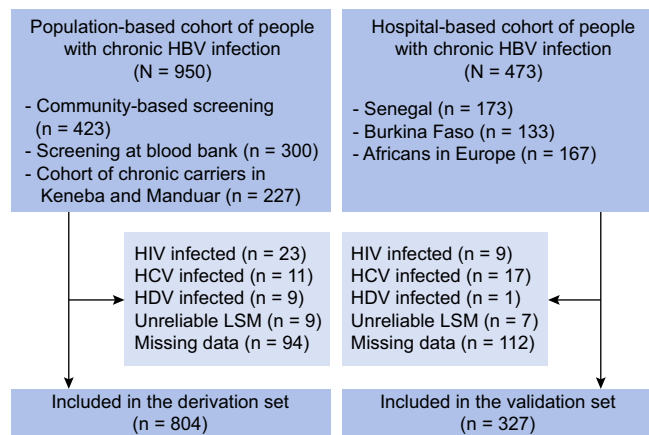 Population-based cohort of people
with chronic HBV infection
(N = 950)
- Community-based screening
(n = 423)
- Screening at blood bank (n = 300)
- Cohort of chronic carriers in
Keneba and Manduar (n = 227)
Hospital-based cohort of people
with chronic HBV infection
(N = 473)
- Senegal (n = 173)
- Burkina Faso (n = 133)
- Africans in Europe (n = 167)
HIV infected (n = 23)
HCV infected (n = 11)
HDV infected (n = 9)
Unreliable LSM (n = 9)
Missing data (n = 94)
HIV infected (n = 9)
HCV infected (n = 17)
HDV infected (n = 1)
Unreliable LSM (n = 7)
Missing data (n = 112)
Included in the derivation set
n = 804)
Included in the validation set
n = 327)